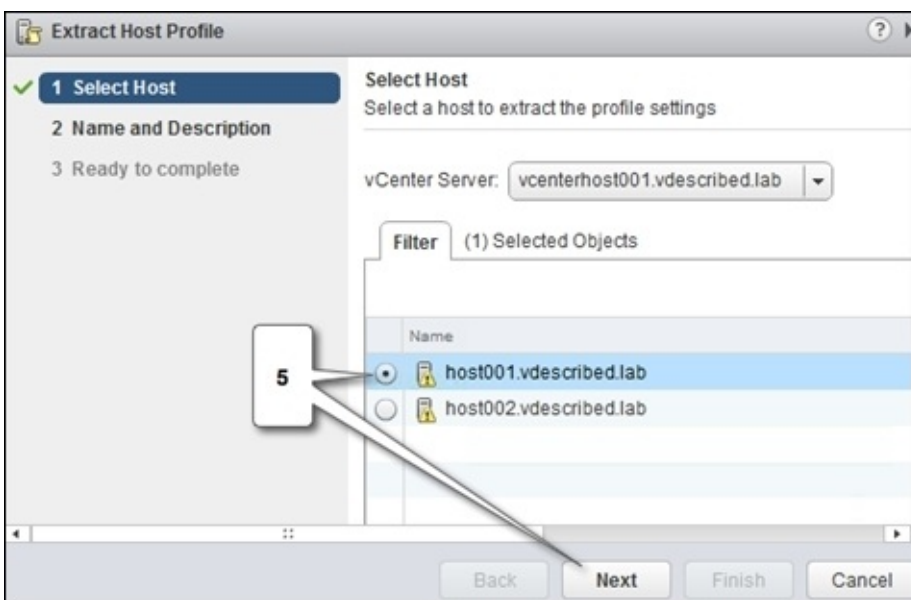 Extract Host Profile
?
1 Select Host
2 Name and Description
3 Ready to complete
Select Host
Select a host to extract the profile settings
vCenter Server: vcenterhost001.vdescribed.lab
Filter (1) Selected Objects
Name
host001.vdescribed.lab
host002.vdescribed.lab
5
Back Next Finish Cancel